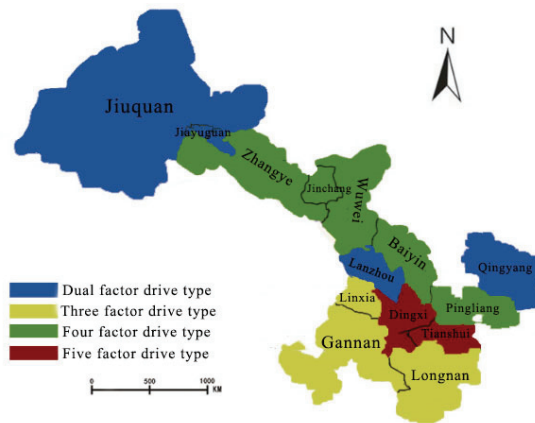 N
Jiuquan
Jiayuguan
Zhangye
Jinchang
Wuwei
Baiyin
Lanzhou
Qingyang
Linxia
Dingxi
Pingliang
Tianshui
Gannan
Longnan
Dual factor drive type
Three factor drive type
Four factor drive type
Five factor drive type
0 500 1000
KM